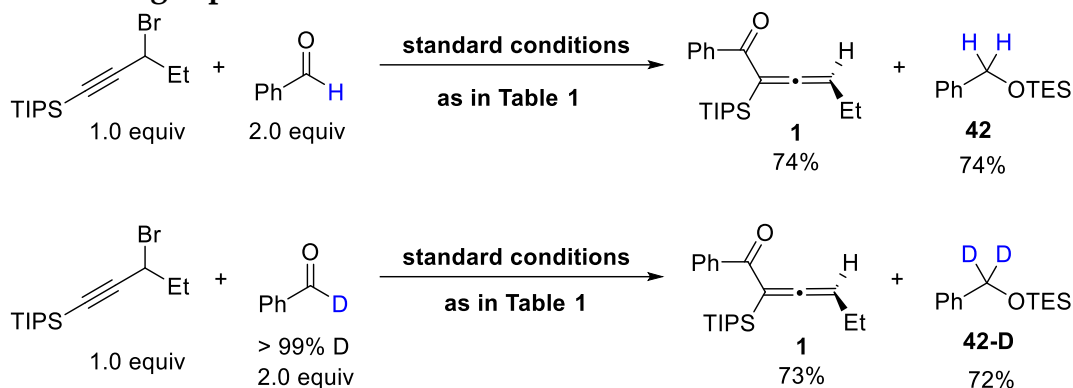 Br
O
standard conditions
O
Ph
H
H H
Et
+
+
Ph
H
as in Table 1
Ph
OTES
TIPS
TIPS
Et
1.0 equiv
2.0 equiv
1
42
74%
74%
Br
O
standard conditions
O
Ph
H
D D
Et
+
+
Ph
D
as in Table 1
Ph
OTES
TIPS
TIPS
Et
> 99% D
1
42-D
1.0 equiv
2.0 equiv
73%
72%